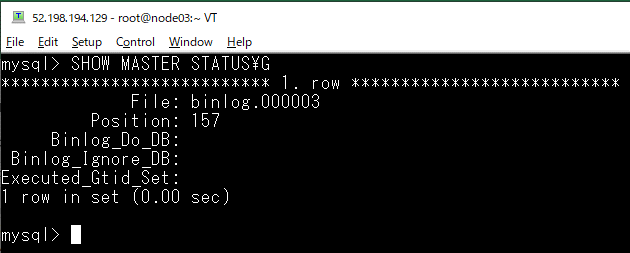 52.198.194.129 - root@node03:~ VT
File Edit Setup Control Window Help
mysql> SHOW MASTER STATUS¥G
*************************** 1. row ***************************
File: binlog.000003
Position: 157
Binlog_Do_DB:
Binlog_Ignore_DB:
Executed_Gtid_Set:
1 row in set (0.00 sec)
mysql>